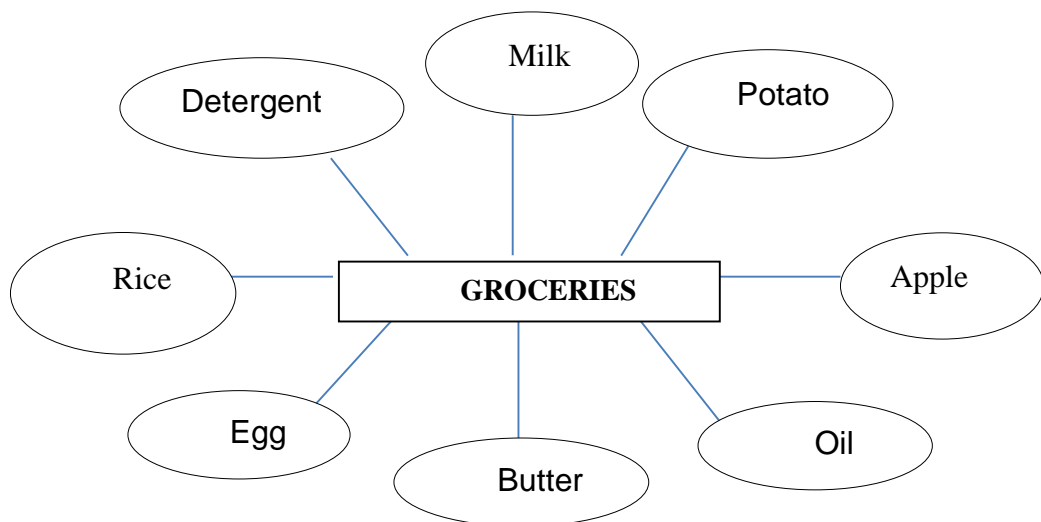 Milk
Detergent
Potato
Rice
GROCERIES
Apple
Egg
Butter
Oil